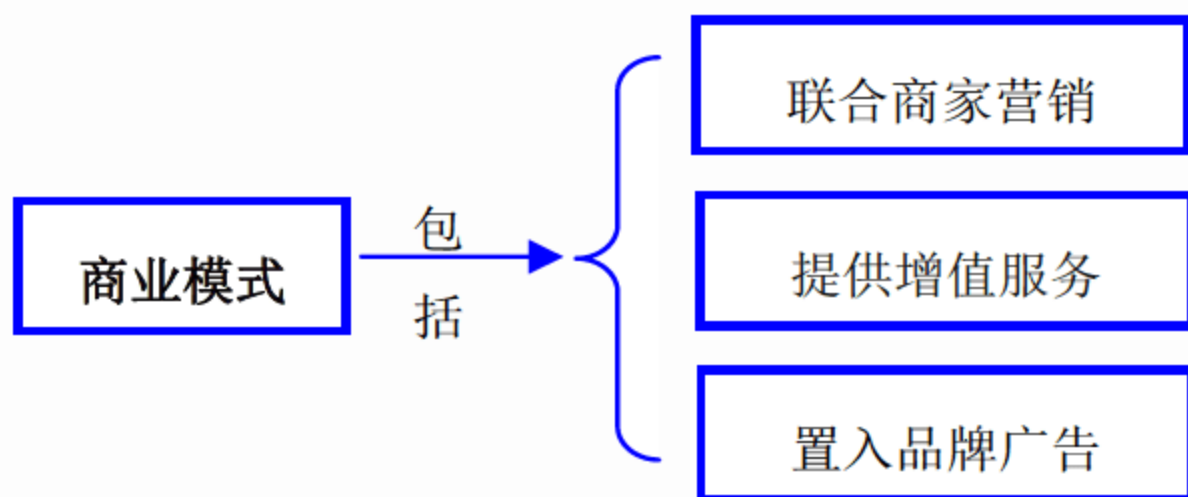 商业模式
包
括
联合商家营销
提供增值服务
置入品牌广告